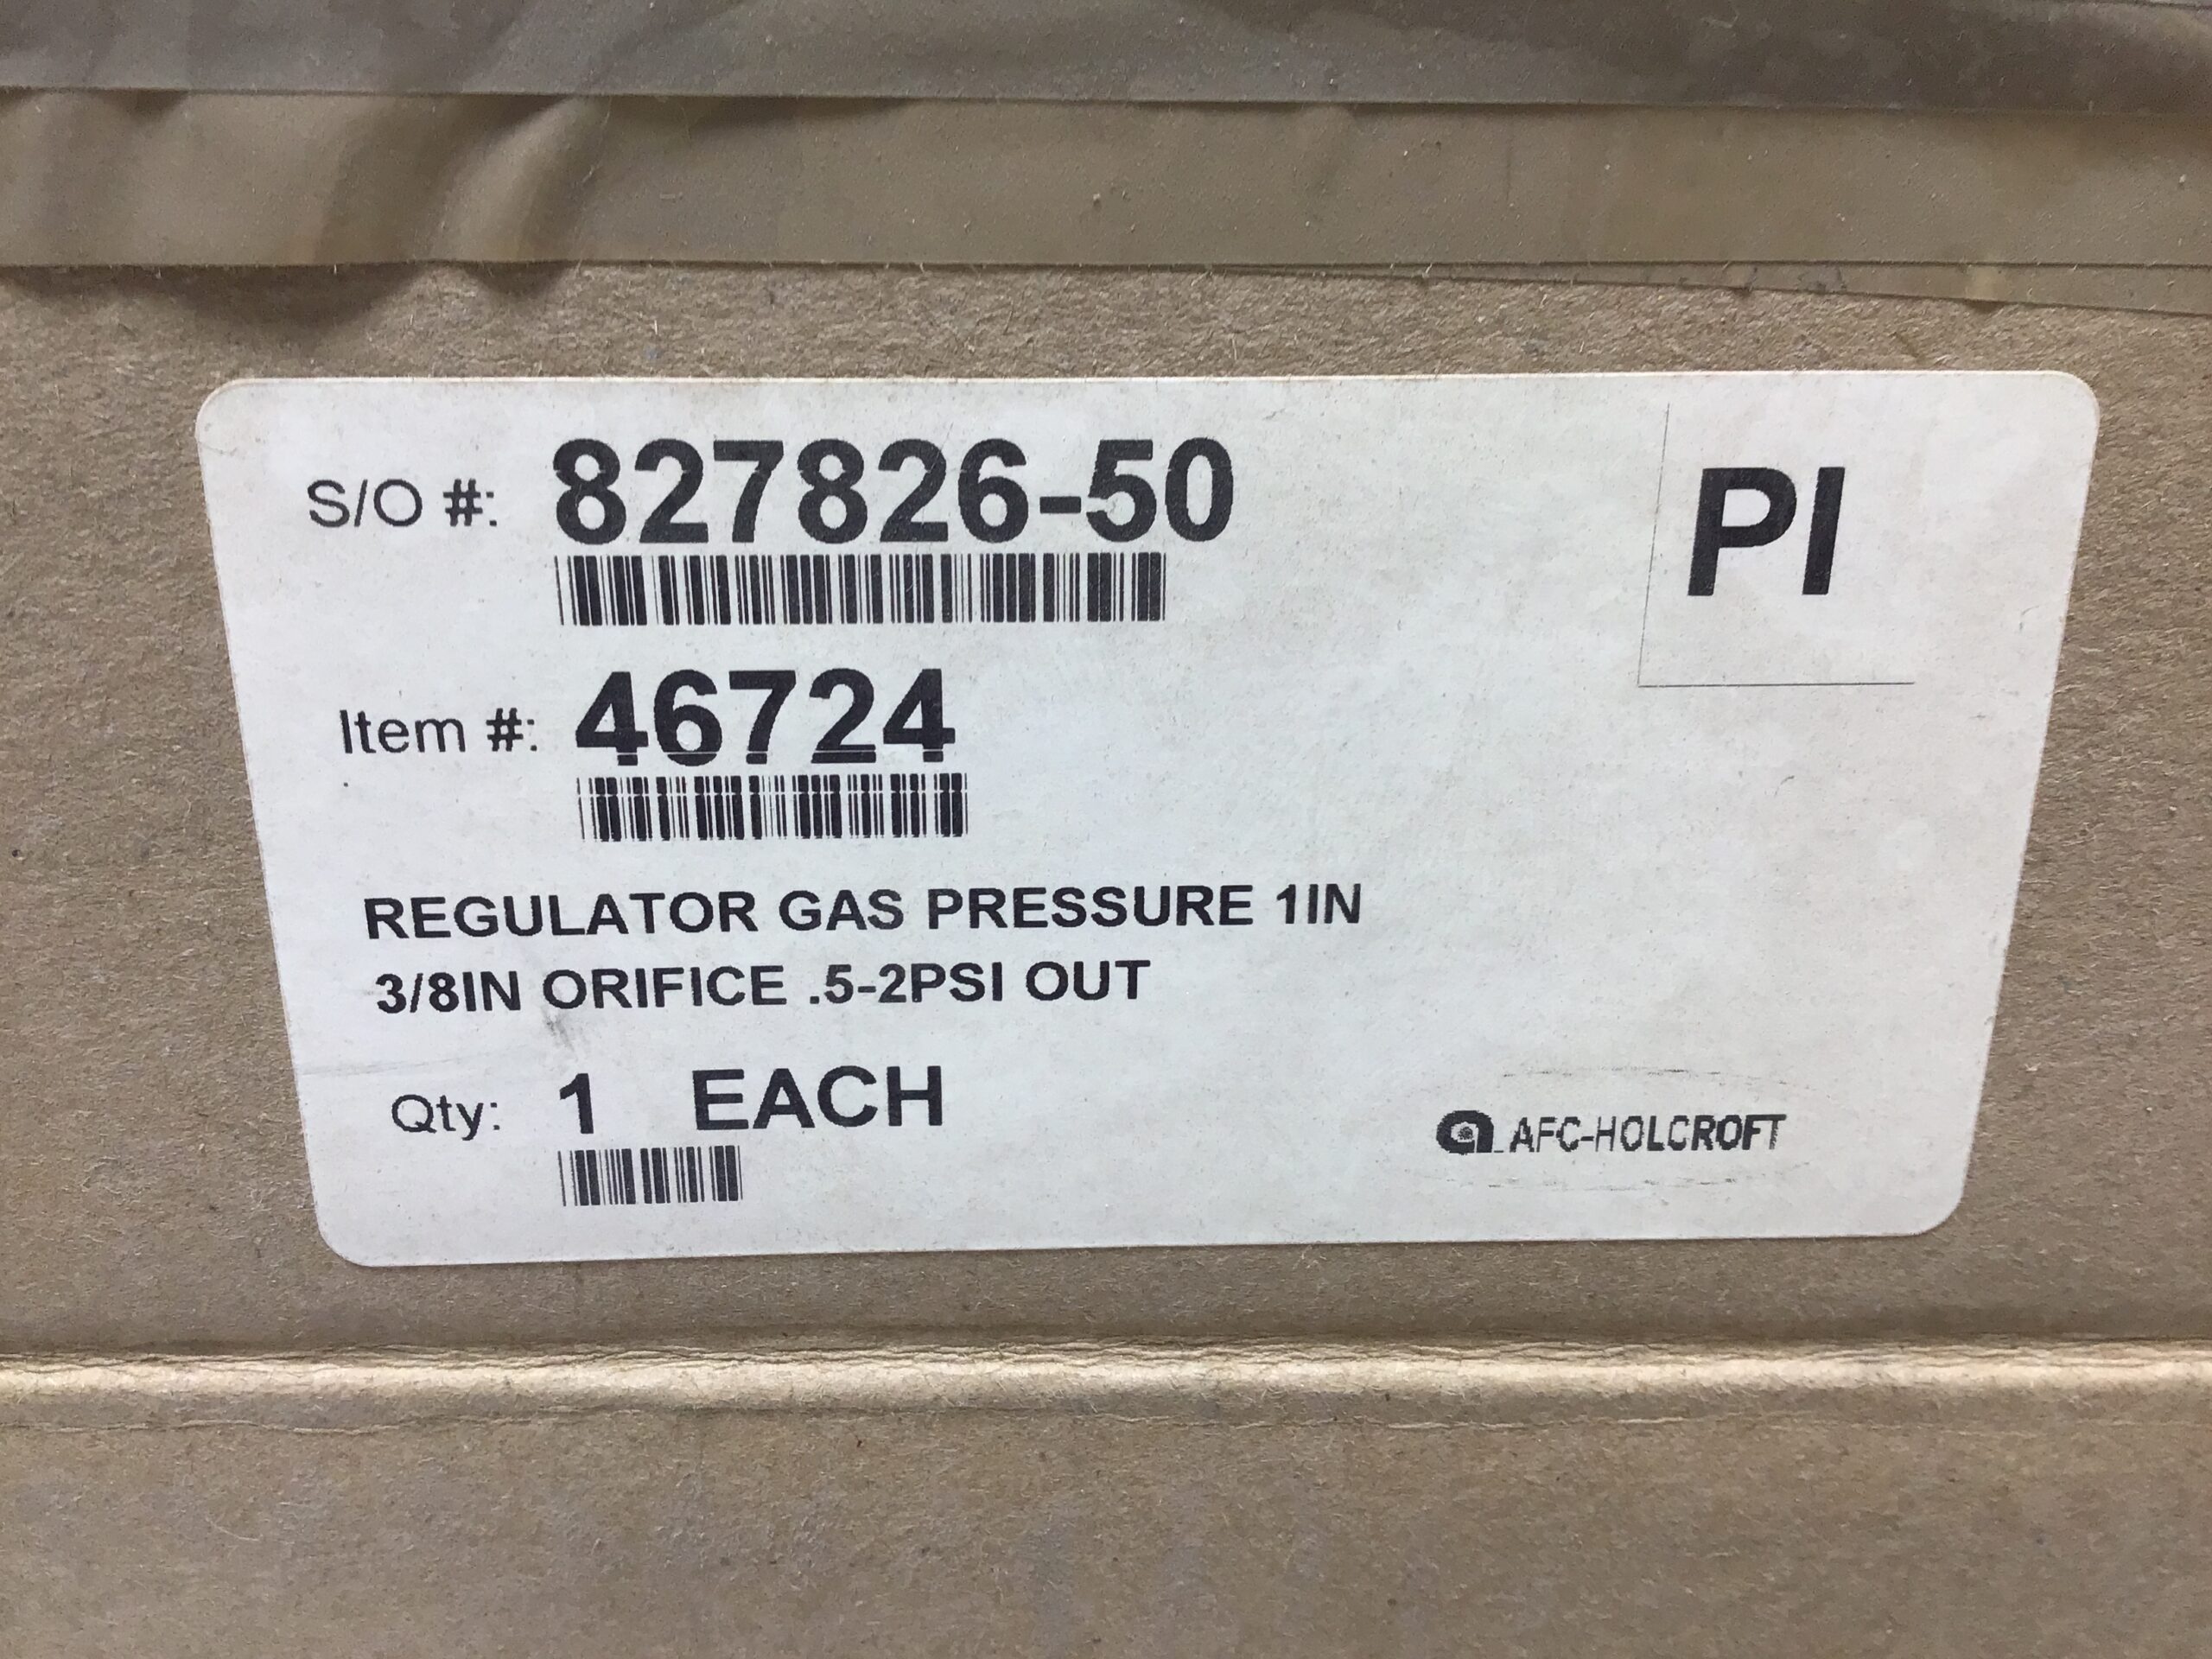 S/O #: 827826-50
PI
Item #: 46724
REGULATOR GAS PRESSURE 1IN
3/8IN ORIFICE .5-2PSI OUT
Qty: 1 EACH
AFC-HOLCROFT